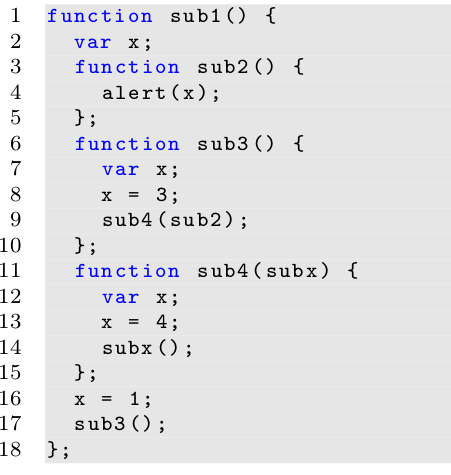 1 function sub1() {
2   var x;
3   function sub2() {
4     alert(x);
5   };
6   function sub3() {
7     var x;
8     x = 3;
9     sub4(sub2);
10   };
11   function sub4(subx) {
12     var x;
13     x = 4;
14     subx();
15   };
16   x = 1;
17   sub3();
18 };